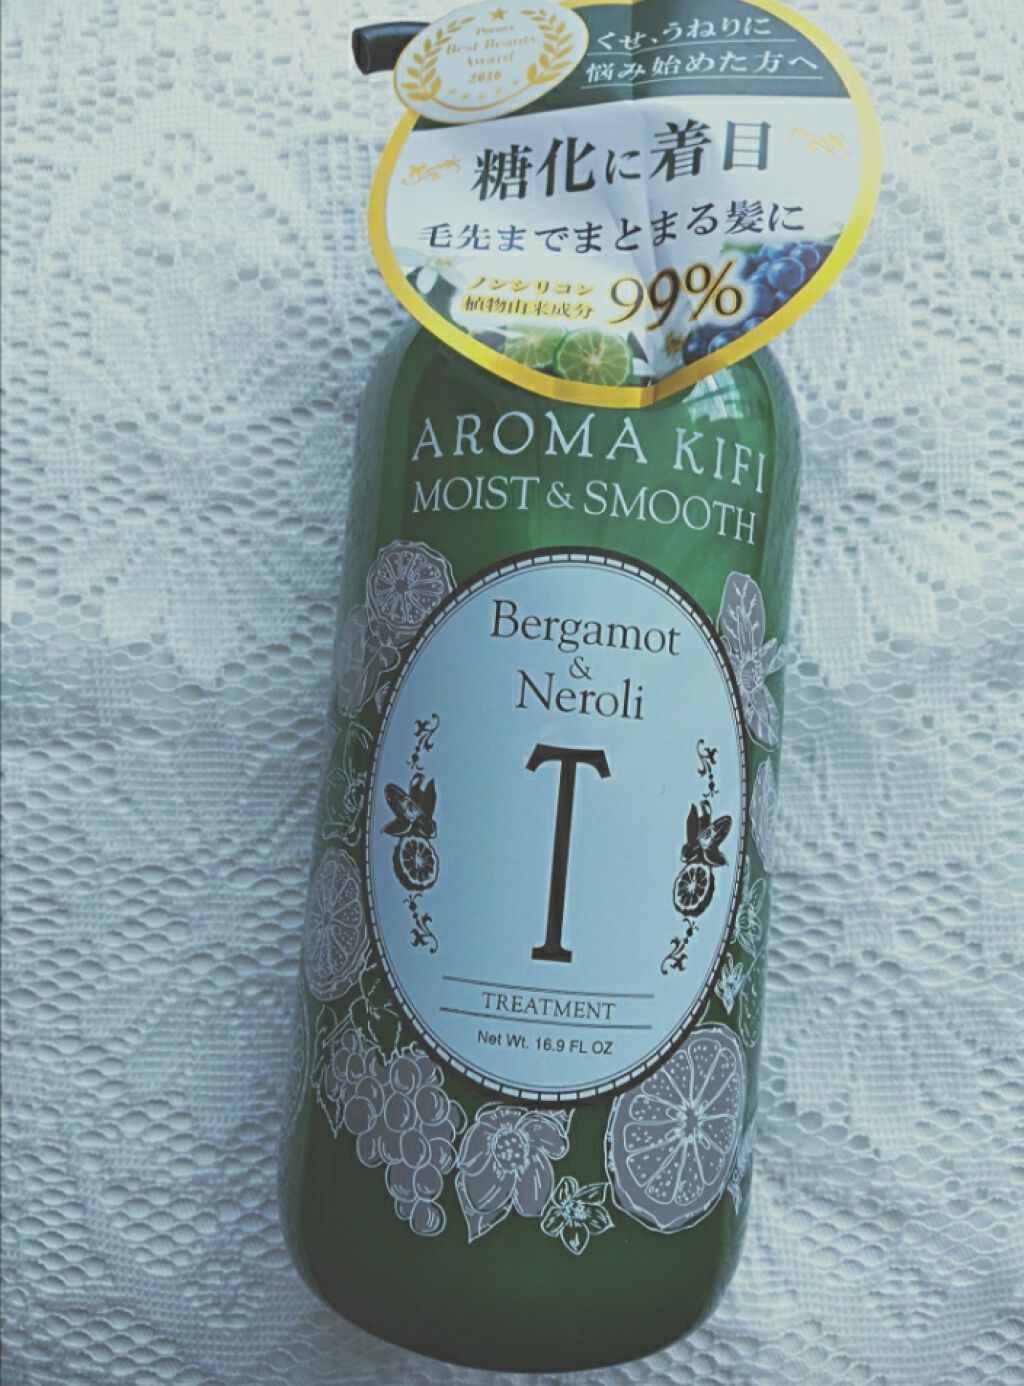 Best Beauty
Award
2016
くせ、うねりに
悩み始めた方へ
糖化に着目
毛先までまとまる髪に
ノンシリコン
植物由来成分 99%
AROMA KIFI
MOIST & SMOOTH
Bergamot
&
Neroli
T
TREATMENT
Net Wt. 16.9 FL OZ